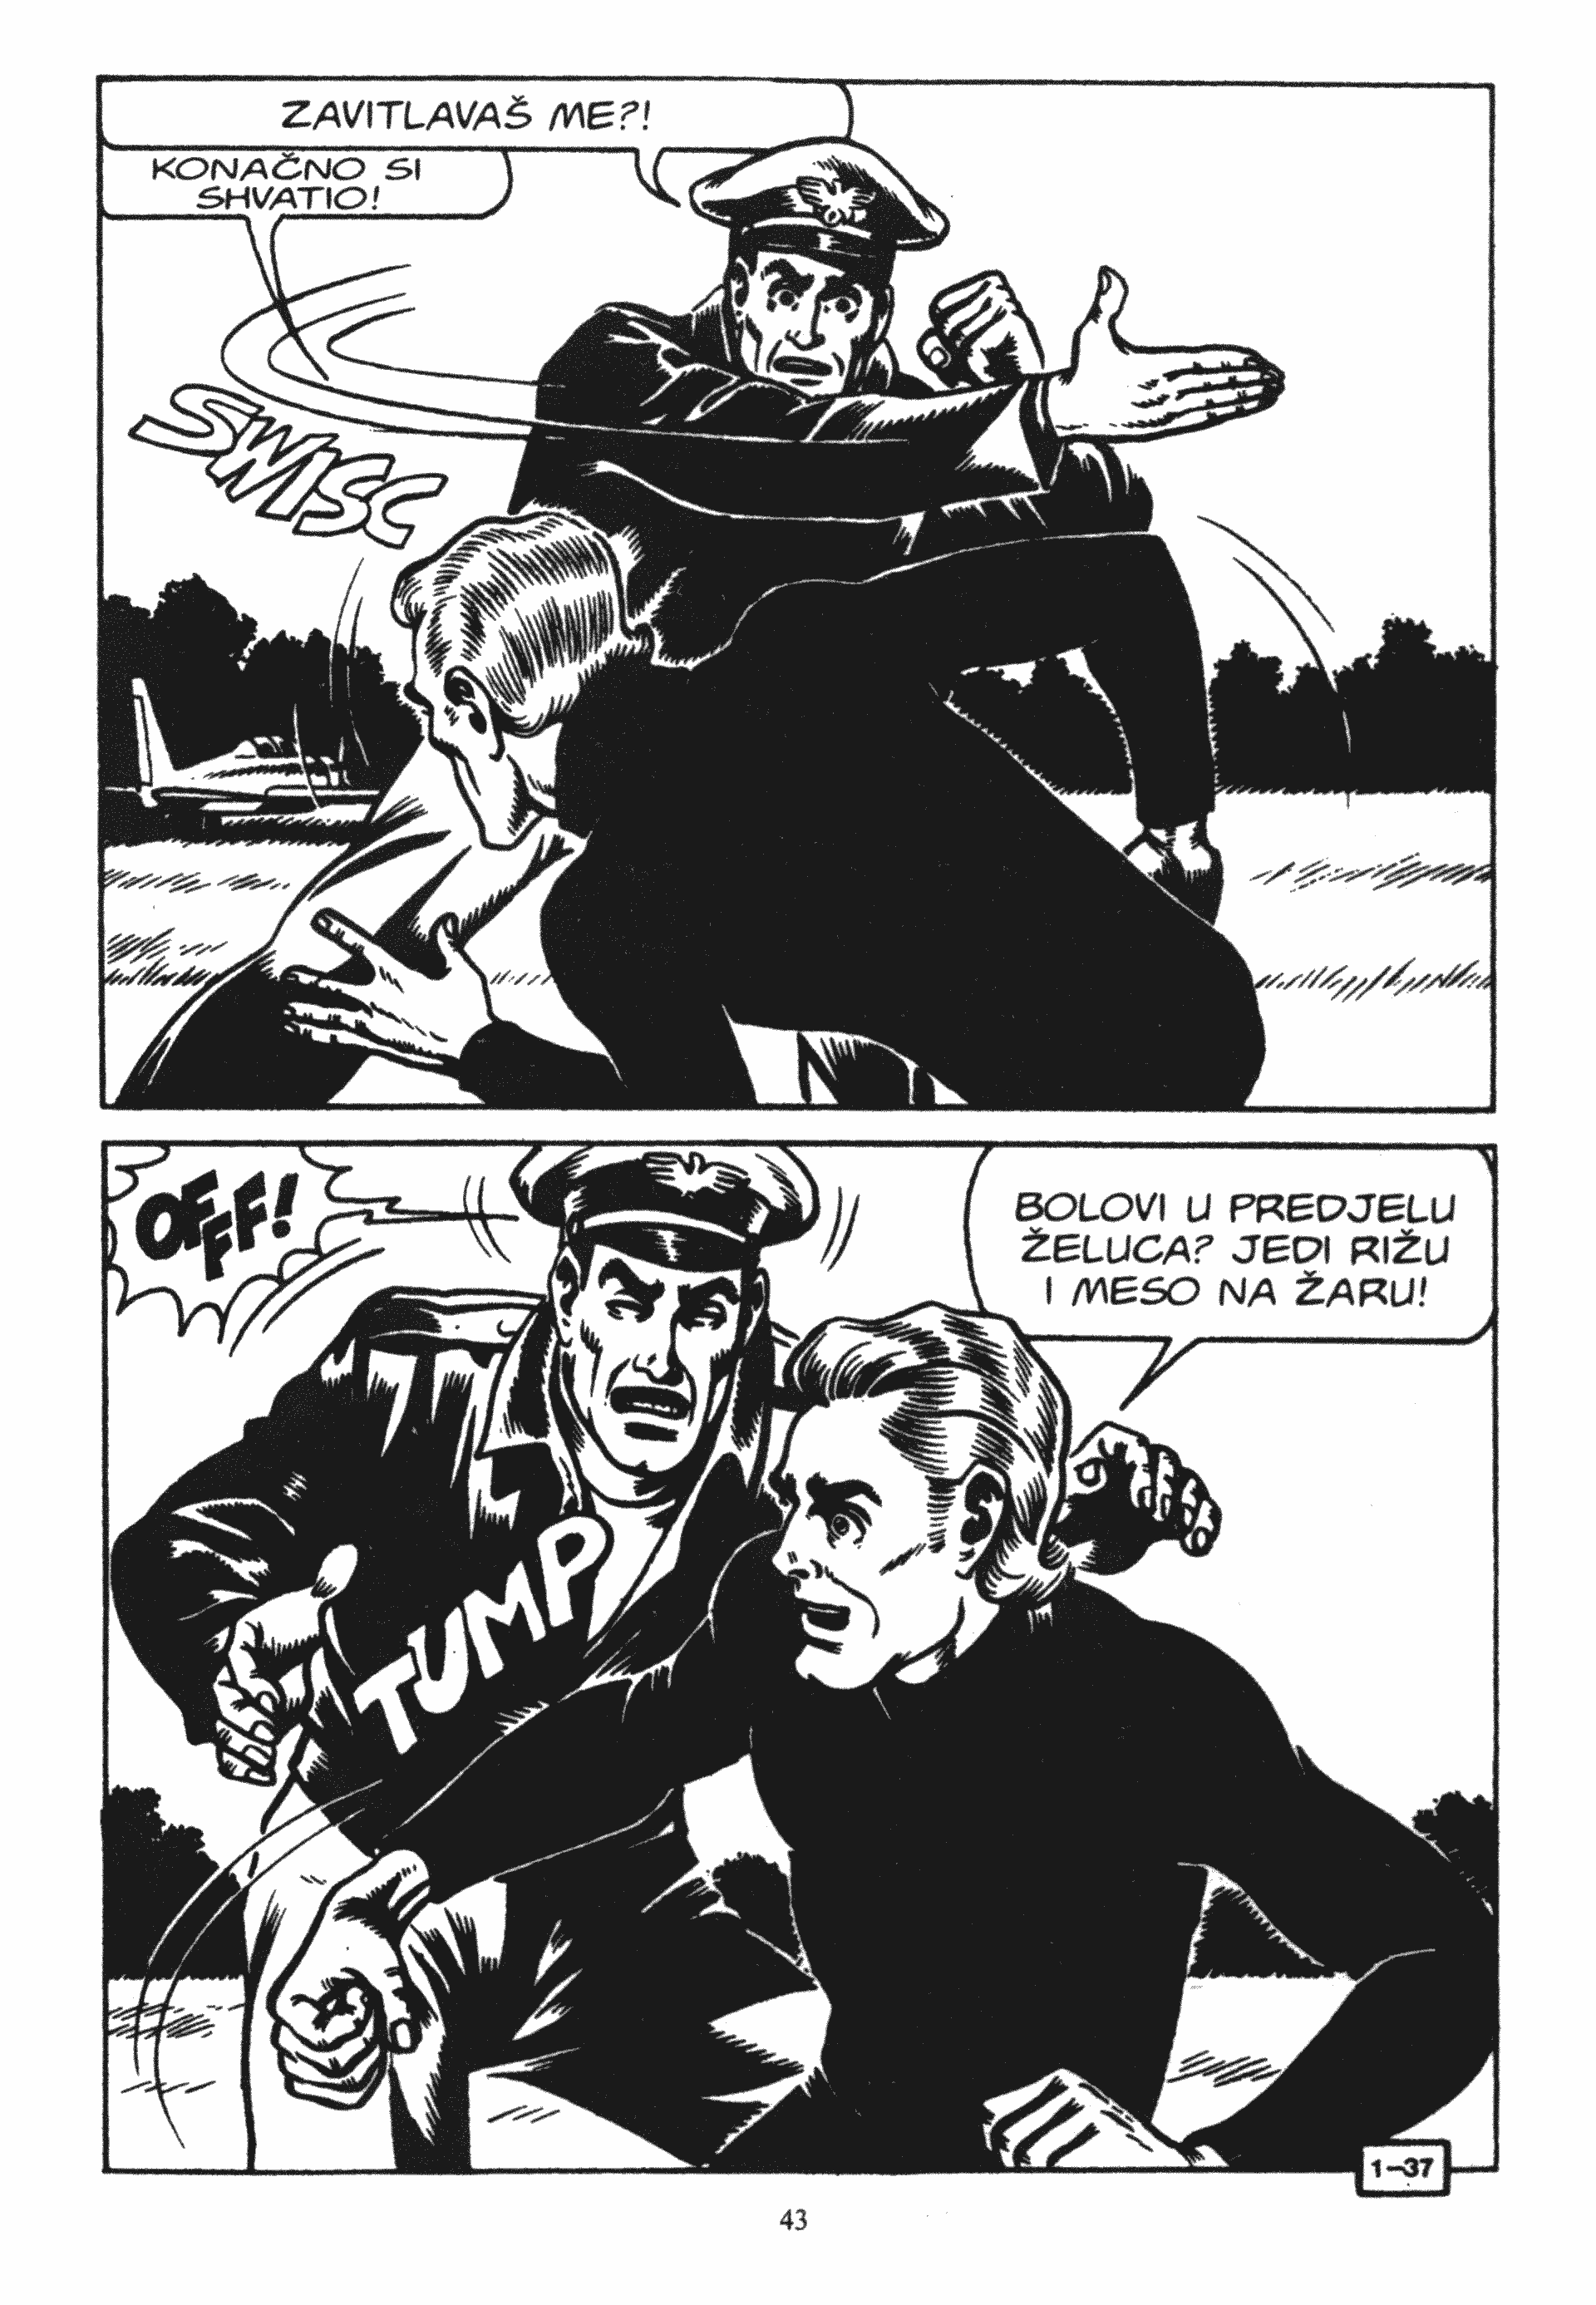 ZAVITLAVAŠ ME?!
KONAČNO SI
SHVATIO!
SWISC
OFFF!
BOLOVI U PREDJELU
ŽELUCA? JEDI RIŽU
I MESO NA ŽARU!
TUMP
1-37
43